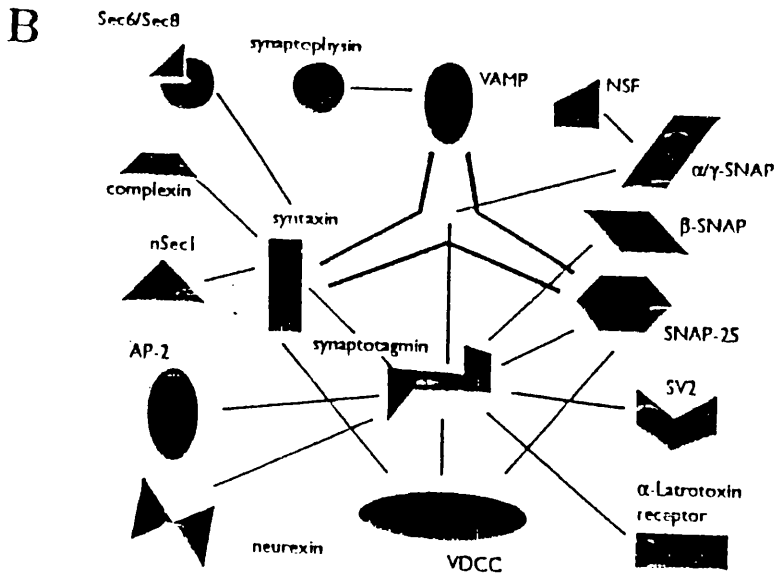 B
Sec6/Sec8
synaptophysin
VAMP
NSF
α/γ-SNAP
complexin
syntaxin
β-SNAP
nSec1
SNAP-25
synaptotagmin
AP-2
SV2
α-Latrotoxin
receptor
neurexin
VDCC